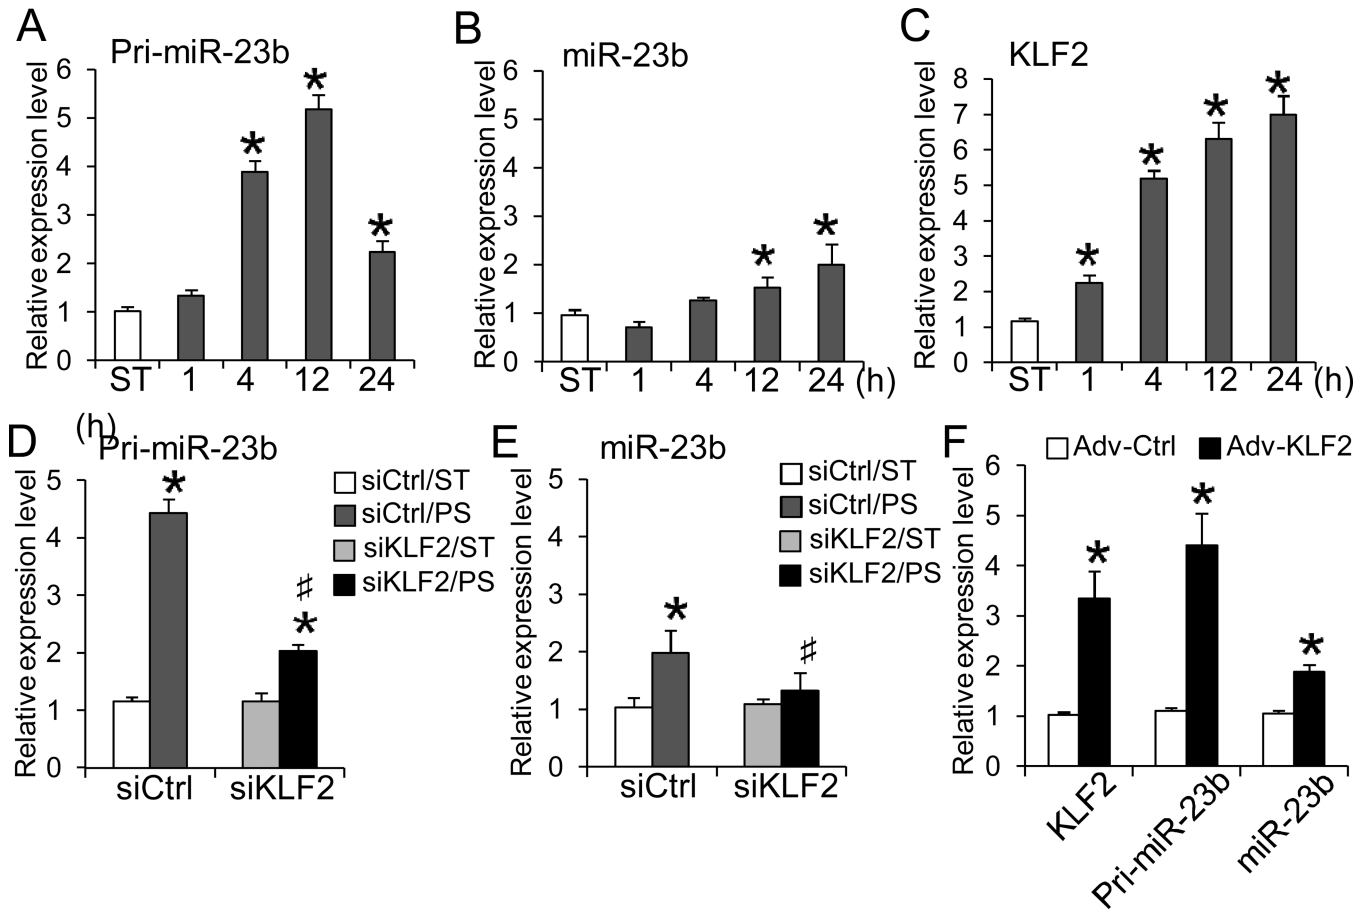 A
Pri-miR-23b
Relative expression level
6
5
4
3
2
1
0
ST 1 4 12 24
(h)
B
miR-23b
Relative expression level
6
5
4
3
2
1
0
ST 1 4 12 24 (h)
C
KLF2
Relative expression level
8
7
6
5
4
3
2
1
0
ST 1 4 12 24 (h)
* * *
* *
* * * *
D
Pri-miR-23b
Relative expression level
5
4
3
2
1
0
*
♯
*
siCtrl siKLF2
siCtrl/ST
siCtrl/PS
siKLF2/ST
siKLF2/PS
E
miR-23b
Relative expression level
5
4
3
2
1
0
*
♯
siCtrl siKLF2
siCtrl/ST
siCtrl/PS
siKLF2/ST
siKLF2/PS
F
Adv-Ctrl Adv-KLF2
Relative expression level
6
5
4
3
2
1
0
* * *
KLF2
Pri-miR-23b
miR-23b